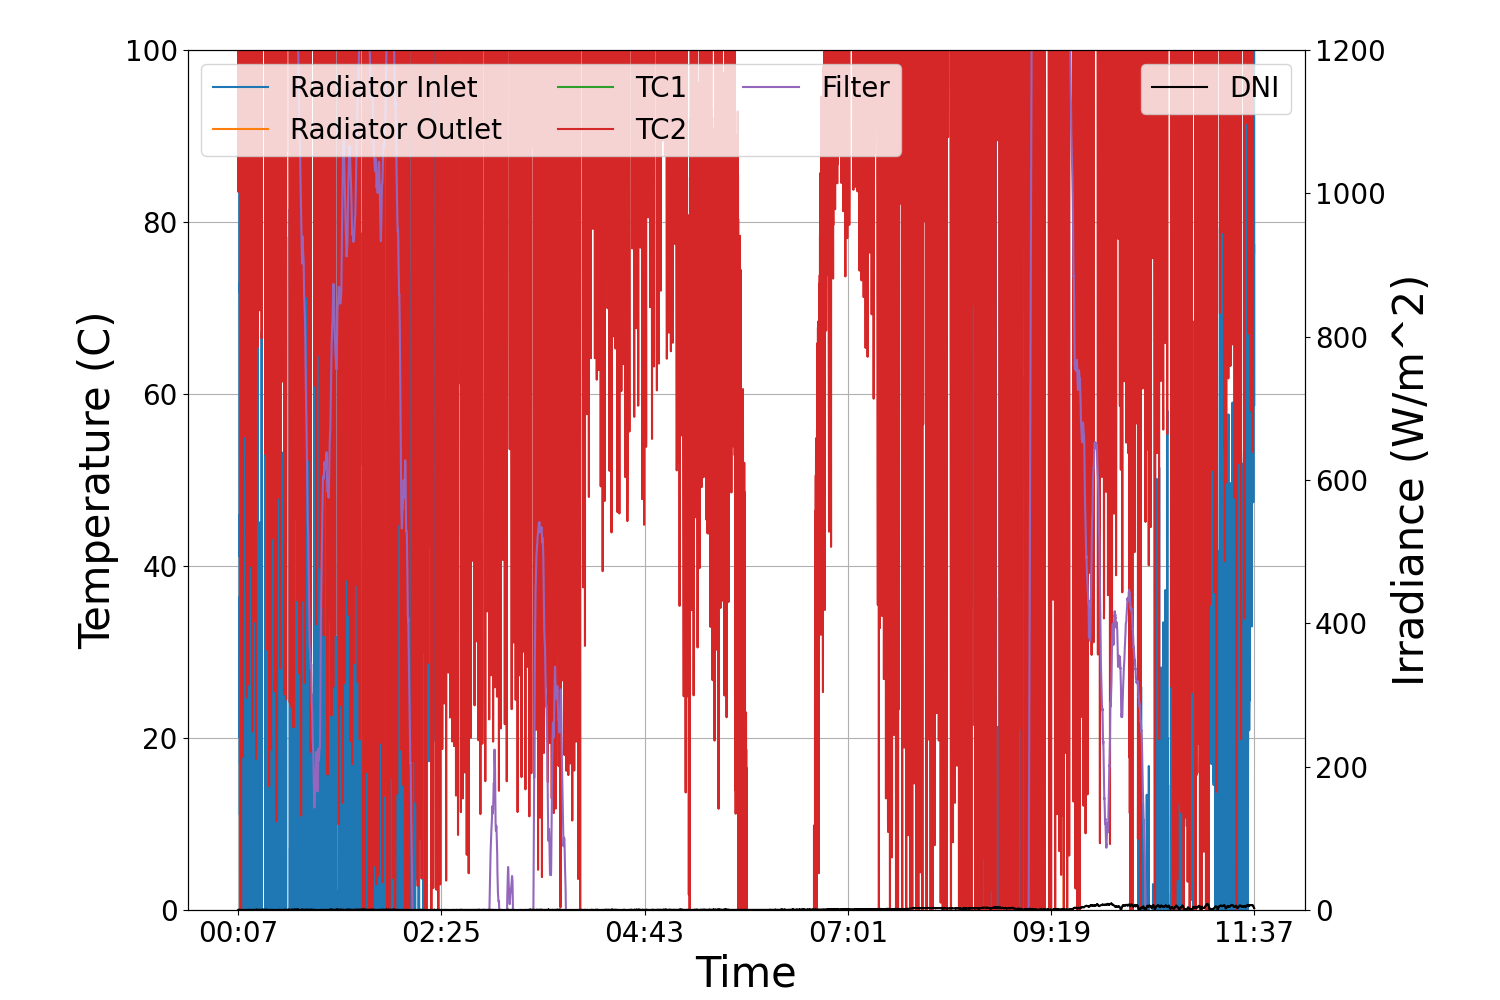 Radiator Inlet
Radiator Outlet
TC1
TC2
Filter
DNI
100
80
60
40
20
0
Temperature (C)
1200
1000
800
600
400
200
0
Irradiance (W/m^2)
00:07 02:25 04:43 07:01 09:19 11:37
Time